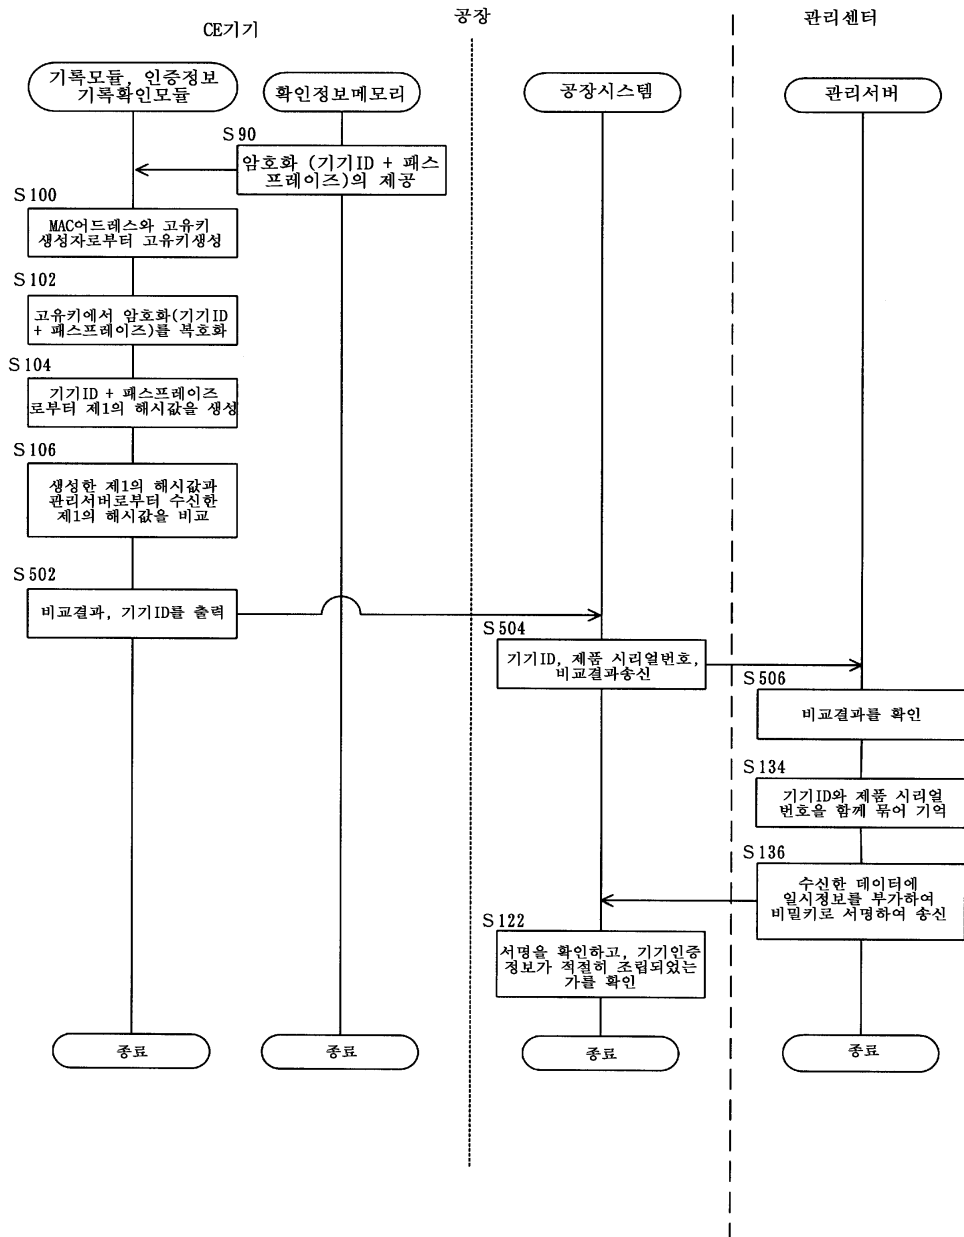 공장
관리센터
CE기기
기록모듈, 인증정보
기록확인모듈
확인정보메모리
공장시스템
관리서버
S90
암호화 (기기ID + 패스
프레이즈)의 제공
S100
MAC어드레스와 고유키
생성자로부터 고유키생성
S102
고유키에서 암호화(기기ID
+ 패스프레이즈)를 복호화
S104
기기ID + 패스프레이즈
로부터 제1의 해시값을 생성
S106
생성한 제1의 해시값과
관리서버로부터 수신한
제1의 해시값을 비교
S502
비교결과, 기기ID를 출력
S504
기기ID, 제품 시리얼번호,
비교결과송신
S506
비교결과를 확인
S134
기기ID와 제품 시리얼
번호을 함께 묶어 기억
S136
수신한 데이터에
일시정보를 부가하여
비밀키로 서명하여 송신
S122
서명을 확인하고, 기기인증
정보가 적절히 조립되었는
가를 확인
종료
종료
종료
종료